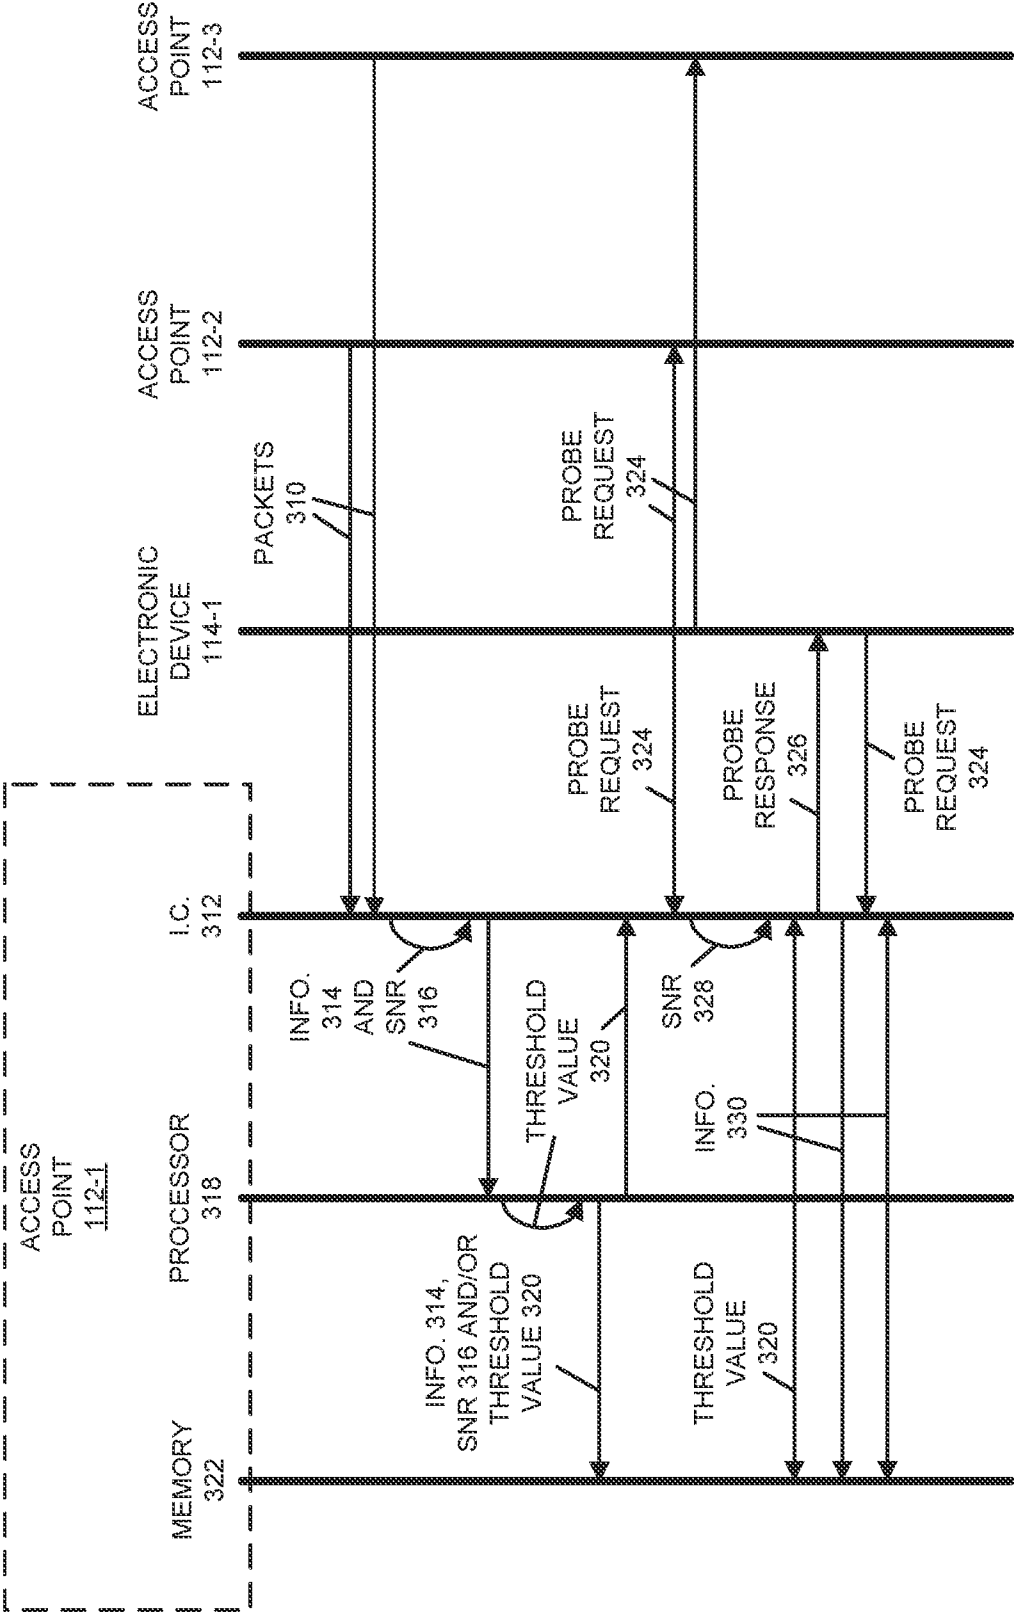 ACCESS
POINT
112-1
MEMORY
322
PROCESSOR
318
I.C.
312
ELECTRONIC
DEVICE
114-1
ACCESS
POINT
112-2
ACCESS
POINT
112-3
PACKETS
310
INFO.
314
AND
SNR
316
INFO. 314,
SNR 316 AND/OR
THRESHOLD
VALUE 320
THRESHOLD
VALUE
320
PROBE
REQUEST
324
PROBE
REQUEST
324
SNR
328
THRESHOLD
VALUE
320
INFO.
330
PROBE
RESPONSE
326
PROBE
REQUEST
324